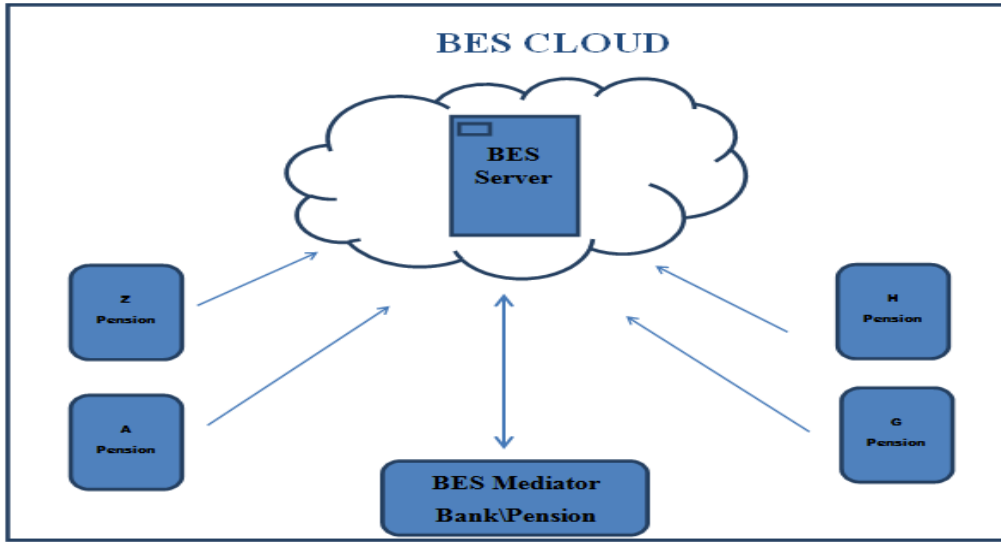 BES CLOUD
BES
Server
Z
Pension
H
Pension
A
Pension
G
Pension
BES Mediator
Bank\Pension